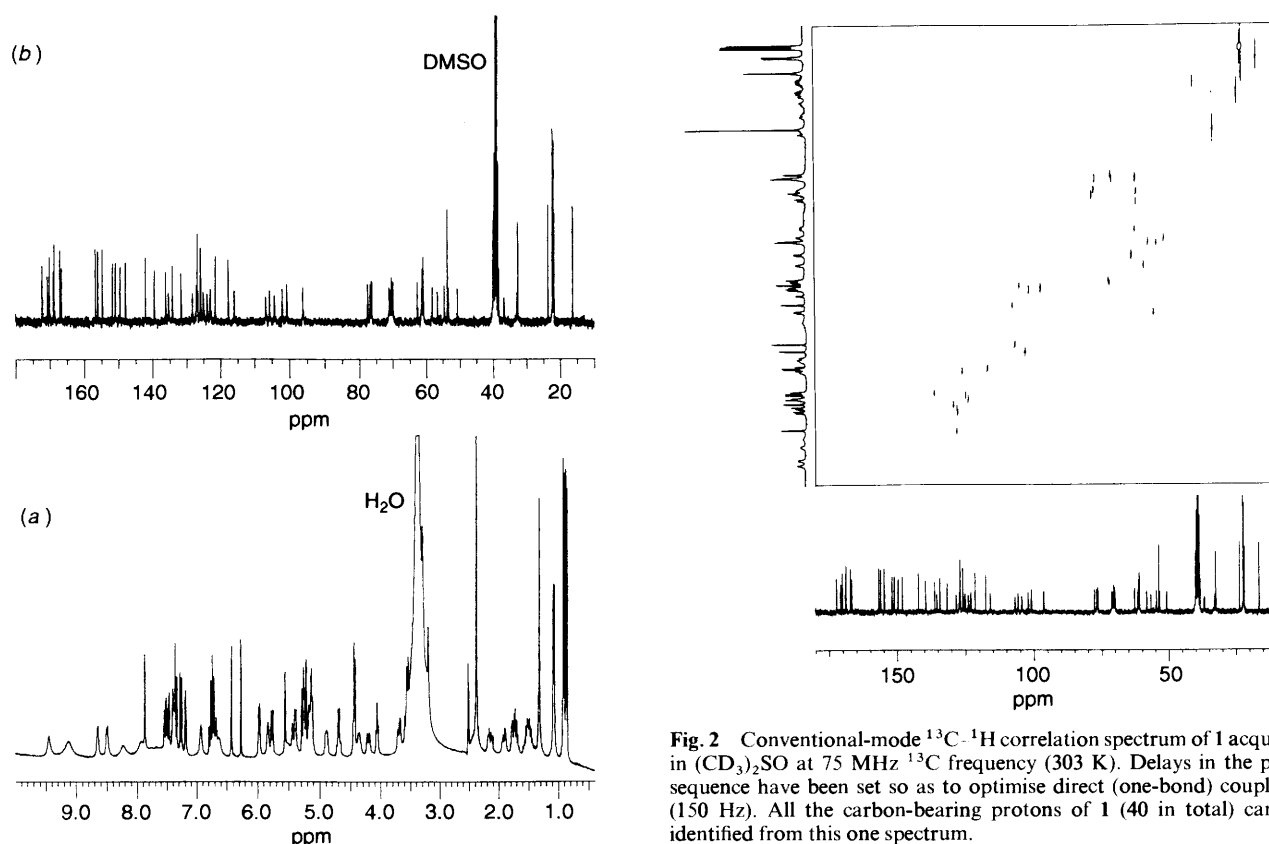 (b)
DMSO
160 140 120 100 80 60 40 20
ppm
(a)
H₂O
9.0 8.0 7.0 6.0 5.0 4.0 3.0 2.0 1.0
ppm
150 100 50
ppm
Fig. 2 Conventional-mode ¹³C-¹H correlation spectrum of 1 acqu
in (CD₃)₂SO at 75 MHz ¹³C frequency (303 K). Delays in the p
sequence have been set so as to optimise direct (one-bond) coupl
(150 Hz). All the carbon-bearing protons of 1 (40 in total) can
identified from this one spectrum.